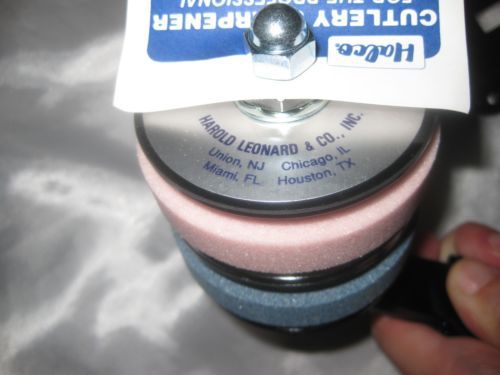 CUTLERY SHARPENER
FOR THE PROFESSIONAL
Halco
HAROLD LEONARD & CO., INC.
Union, NJ Chicago, IL
Miami, FL Houston, TX